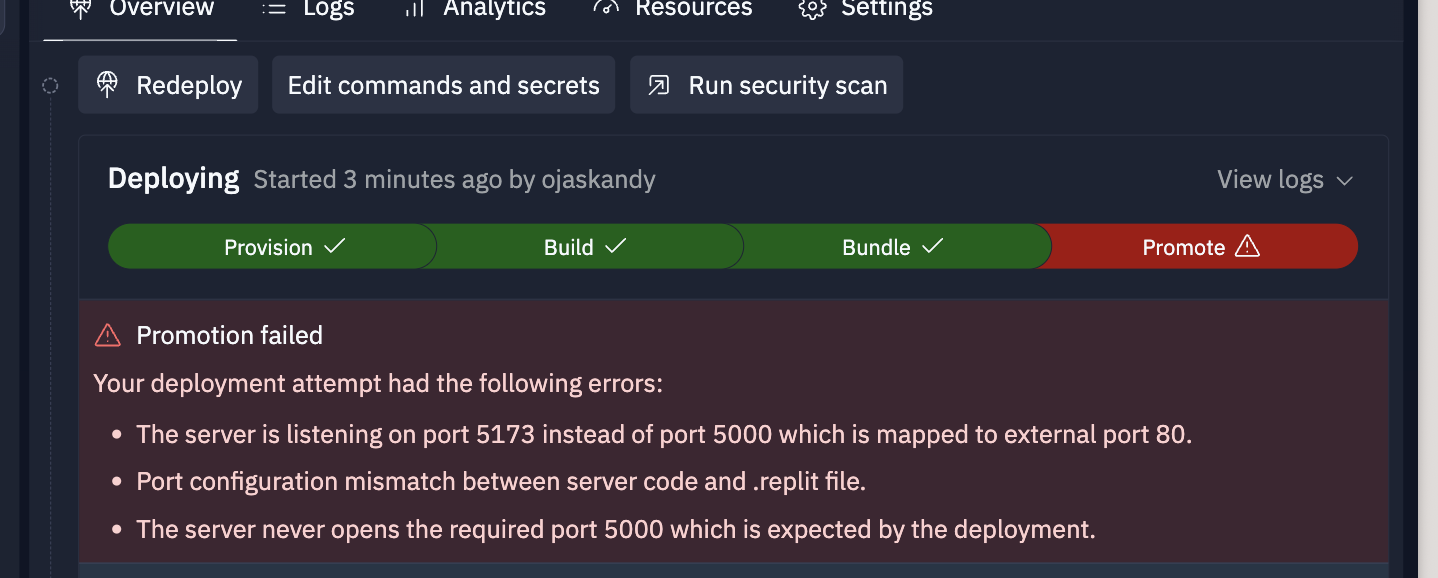 Overview Logs Analytics Resources Settings
Redeploy Edit commands and secrets Run security scan
Deploying Started 3 minutes ago by ojaskandy View logs
Provision Build Bundle Promote
Promotion failed
Your deployment attempt had the following errors:
• The server is listening on port 5173 instead of port 5000 which is mapped to external port 80.
• Port configuration mismatch between server code and .replit file.
• The server never opens the required port 5000 which is expected by the deployment.